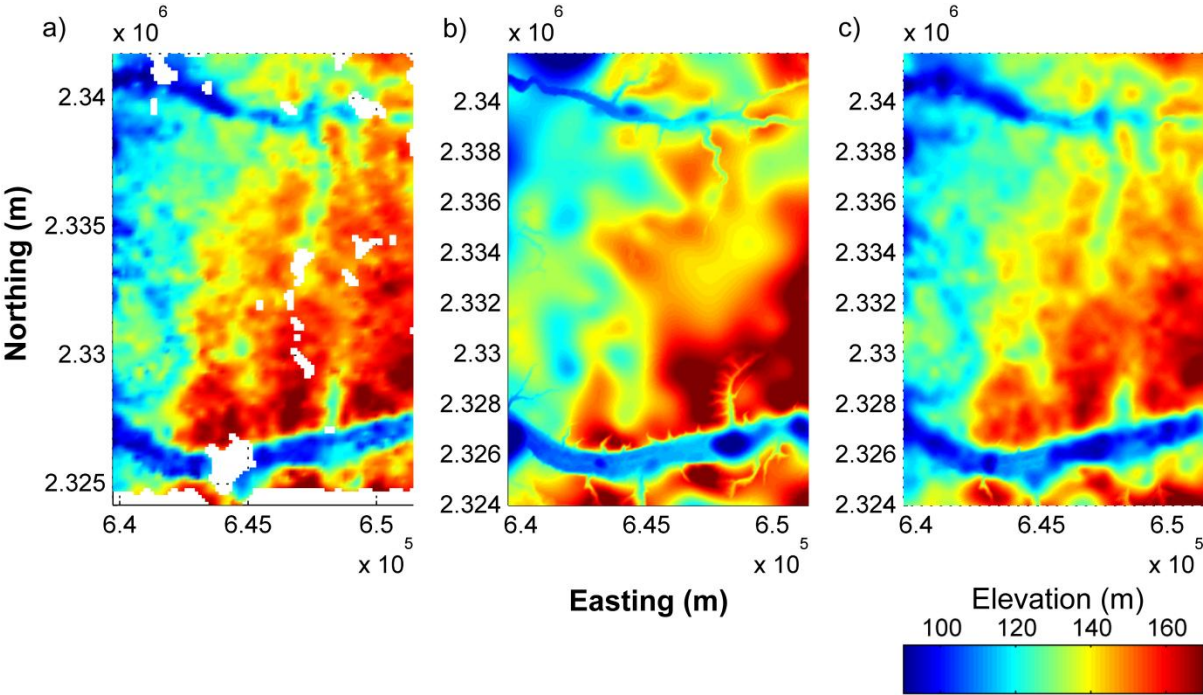 a)
x 10 6
2.34
2.335
2.33
2.325
6.4 6.45 6.5
x 10 5
b)
x 10 6
2.34
2.338
2.336
2.334
2.332
2.33
2.328
2.326
2.324
6.4 6.45 6.5
x 10 5
c)
x 10 6
2.34
2.338
2.336
2.334
2.332
2.33
2.328
2.326
2.324
6.4 6.45 6.5
x 10 5
Northing (m)
Easting (m)
Elevation (m)
100 120 140 160